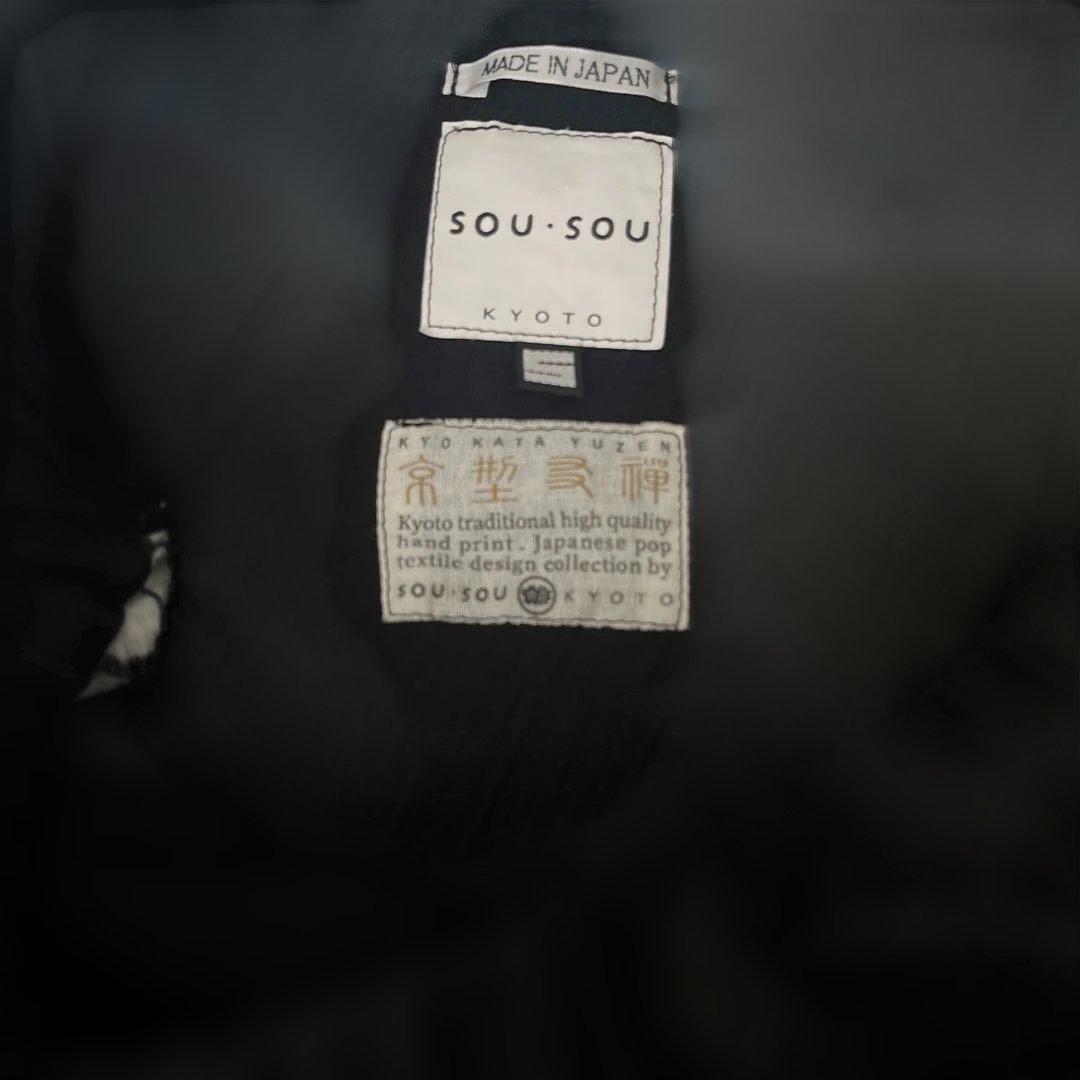 MADE IN JAPAN
SOU・SOU
KYOTO
KYO KATA YUZEN
京型友禅
Kyoto traditional high quality
hand print. Japanese pop
textile design collection by
SOU・SOU KYOTO